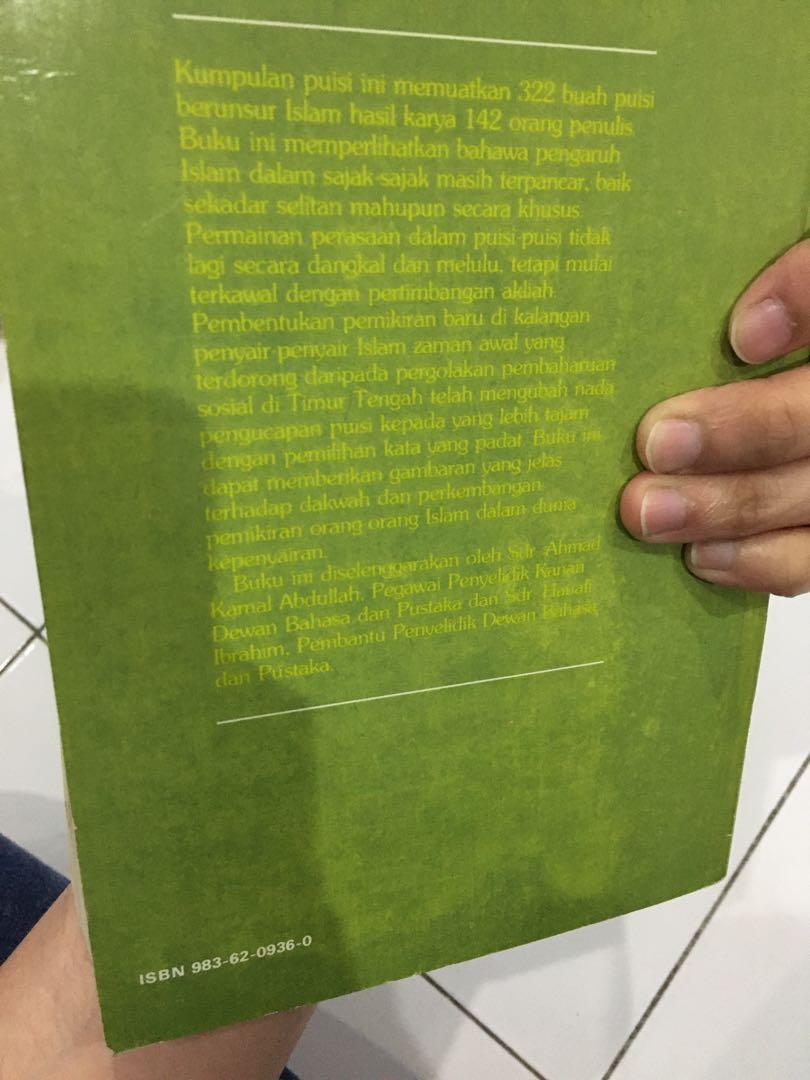 Kumpulan puisi ini memuatkan 322 buah puisi
berunsur Islam hasil karya 142 orang penulis.
Buku ini memperlihatkan bahawa pengaruh
Islam dalam sajak-sajak masih terpancar, baik
sekadar selitan mahupun secara khusus.
Permainan perasaan dalam puisi-puisi tidak
lagi secara dangkal dan melulu, tetapi mulai
terkawal dengan pertimbangan akliah.
Pembentukan pemikiran baru di kalangan
penyair-penyair Islam zaman awal yang
terdorong daripada pergolakan pembaharuan
sosial di Timur Tengah telah mengubah nada
pengucapan puisi kepada yang lebih tajam
dengan pemilihan kata yang padat. Buku ini
dapat memberikan gambaran yang jelas
terhadap dakwah dan perkembangan
pemikiran orang-orang Islam dalam dunia
kepenyairan.
Buku ini diselenggarakan oleh Sdr. Ahmad
Kamal Abdullah, Pegawai Penyelidik Kanan
Dewan Bahasa dan Pustaka dan Sdr. Hanafi
Ibrahim, Pembantu Penyelidik Dewan Bahasa
dan Pustaka.
ISBN 983-62-0936-0